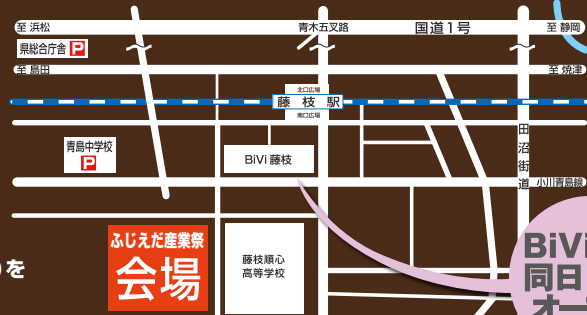 至 浜松
青木五叉路
国道1号
至 静岡
県総合庁舎 P
至 島田
至 焼津
北口広場
藤枝駅
南口広場
田沼街道
青島中学校
P
BiVi 藤枝
小川青島線
ふじえだ産業祭
会場
藤枝順心
高等学校
を
BiVi
同日
オー